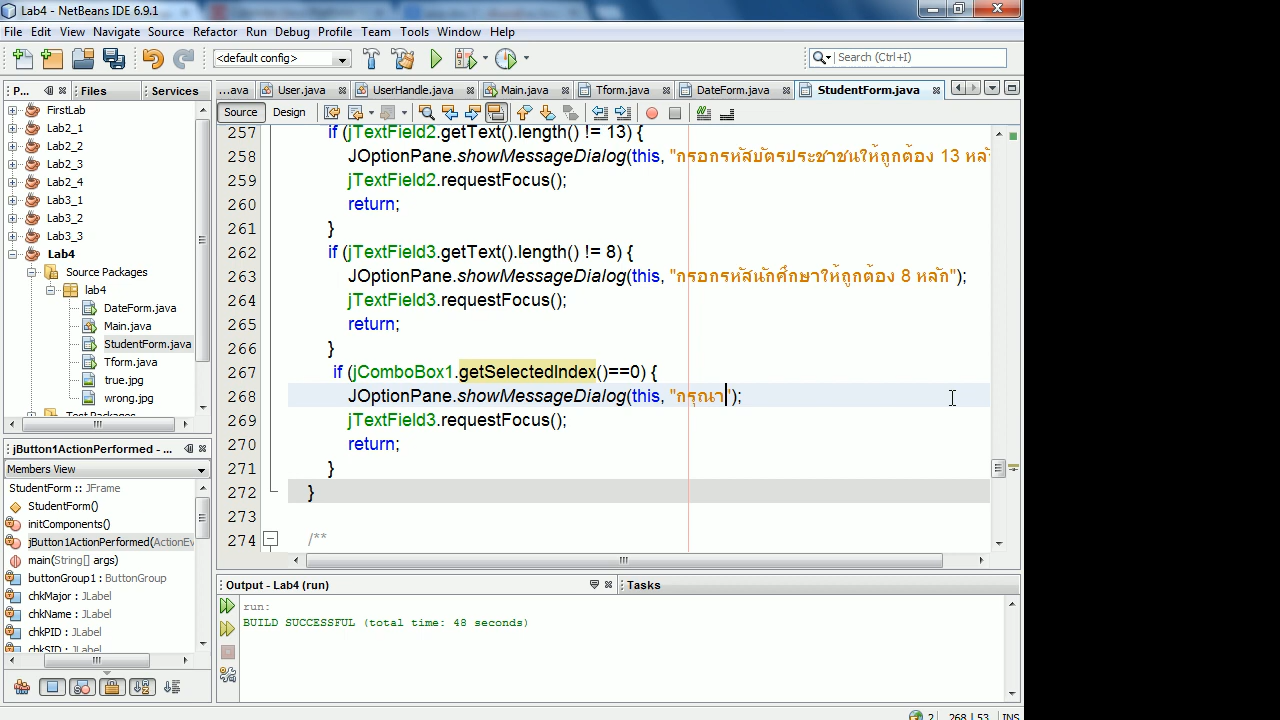 Lab4 - NetBeans IDE 6.9.1
File Edit View Navigate Source Refactor Run Debug Profile Team Tools Window Help
<default config>
Search (Ctrl+I)
P... Files Services
...ava User.java UserHandle.java Main.java Tform.java DateForm.java StudentForm.java
Source Design
FirstLab
Lab2_1
Lab2_2
Lab2_3
Lab2_4
Lab3_1
Lab3_2
Lab3_3
Lab4
Source Packages
lab4
DateForm.java
Main.java
StudentForm.java
Tform.java
true.jpg
wrong.jpg
Test Packages
257 if (jTextField2.getText().length() != 13) {
258 JOptionPane.showMessageDialog(this, "กรอกรหัสบัตรประชาชนให้ถูกต้อง 13 หลั
259 jTextField2.requestFocus();
260 return;
261 }
262 if (jTextField3.getText().length() != 8) {
263 JOptionPane.showMessageDialog(this, "กรอกรหัสนักศึกษาให้ถูกต้อง 8 หลัก");
264 jTextField3.requestFocus();
265 return;
266 }
267 if (jComboBox1.getSelectedIndex()==0) {
268 JOptionPane.showMessageDialog(this, "กรุณา");
269 jTextField3.requestFocus();
270 return;
271 }
272 }
273
274 /**
jButton1ActionPerformed - ...
Members View
StudentForm :: JFrame
StudentForm()
initComponents()
jButton1ActionPerformed(ActionEv
main(String[] args)
buttonGroup1 : ButtonGroup
chkMajor : JLabel
chkName : JLabel
chkPID : JLabel
chkSID : JLabel
Output - Lab4 (run) Tasks
run:
BUILD SUCCESSFUL (total time: 48 seconds)
2 268 | 53 INS